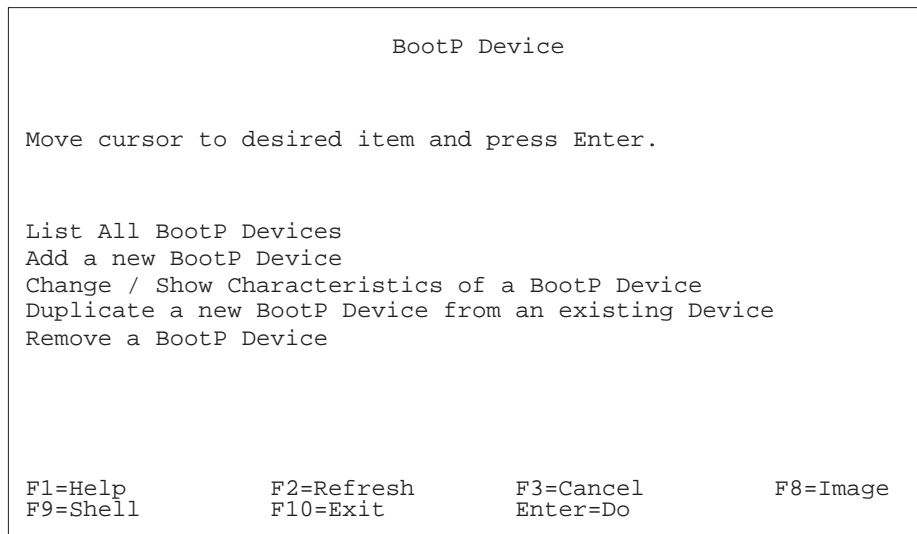 BootP Device
Move cursor to desired item and press Enter.
List All BootP Devices
Add a new BootP Device
Change / Show Characteristics of a BootP Device
Duplicate a new BootP Device from an existing Device
Remove a BootP Device
F1=Help F2=Refresh F3=Cancel F8=Image
F9=Shell F10=Exit Enter=Do